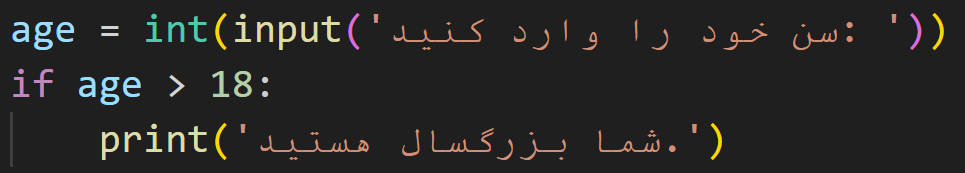 age = int(input('سن خود را وارد کنید: '))
if age > 18:
    print('شما بزرگسال هستید.')